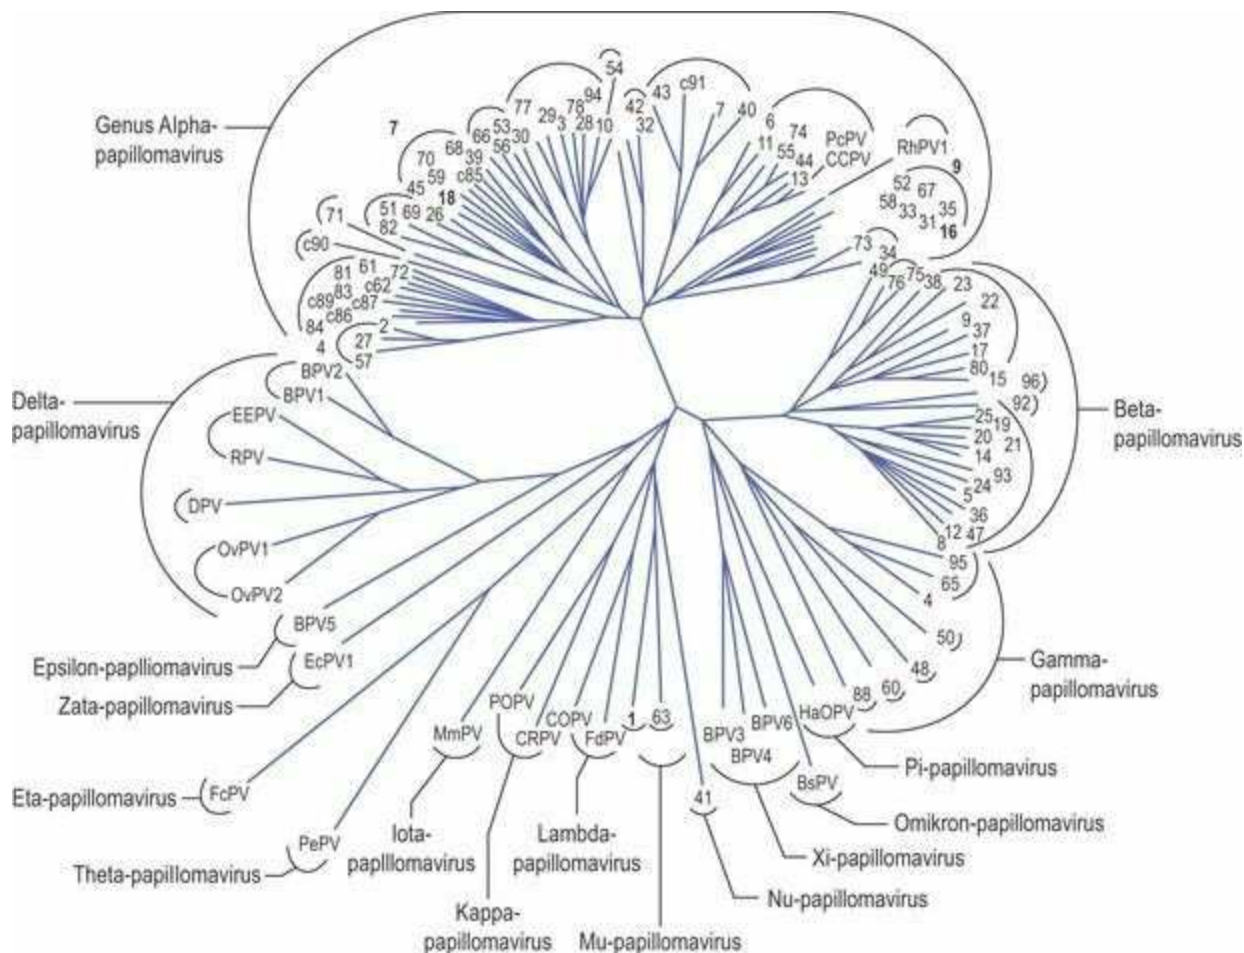 54
43
c91
42
32
7
40
77
29
78
94
3
28
10
6
74
11
55
44
13
PcPV
CCPV
RhPV1
9
52
67
58
33
35
31
16
73
34
Genus Alpha-
papillomavirus
7
66
53
56
30
68
39
70
59
c85
45
18
51
69
26
82
71
c90
81
61
72
83
c62
c89
c87
c86
84
2
27
57
4
49
76
75
38
23
22
9
37
17
80
15
96
92
25
19
20
21
14
93
24
5
36
12
47
8
Beta-
papillomavirus
Delta-
papillomavirus
BPV2
BPV1
EEPV
RPV
DPV
OvPV1
OvPV2
95
65
4
50
48
60
88
Gamma-
papillomavirus
BPV5
Epsilon-paplliomavirus
EcPV1
Zata-papillomavirus
FcPV
Eta-papillomavirus
PePV
Theta-papillomavirus
MmPV
Iota-
paplllomavirus
POPV
CRPV
Kappa-
papillomavirus
COPV
FdPV
Lambda-
papillomavirus
1
63
Mu-papillomavirus
41
Nu-papillomavirus
BPV3
BPV4
BPV6
Xi-papillomavirus
BsPV
Omikron-papillomavirus
HaOPV
Pi-papillomavirus